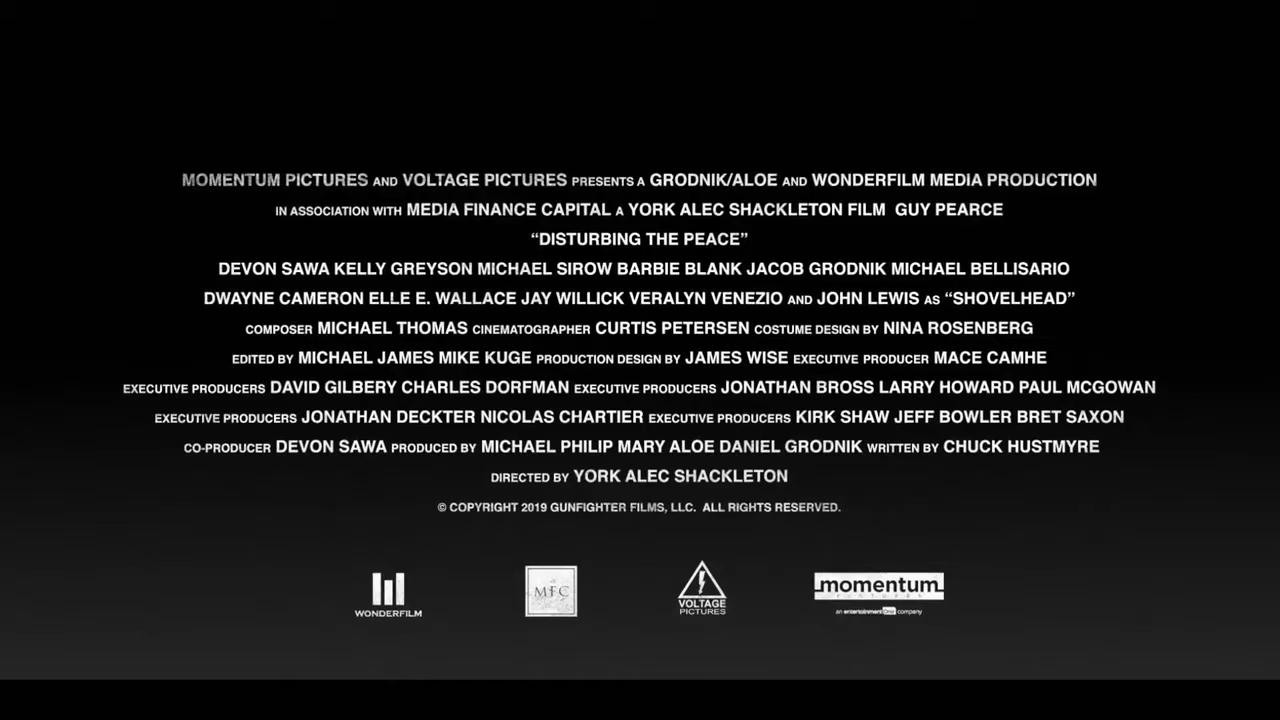 MOMENTUM PICTURES AND VOLTAGE PICTURES PRESENTS A GRODNIK/ALOE AND WONDERFILM MEDIA PRODUCTION
IN ASSOCIATION WITH MEDIA FINANCE CAPITAL A YORK ALEC SHACKLETON FILM GUY PEARCE
“DISTURBING THE PEACE”
DEVON SAWA KELLY GREYSON MICHAEL SIROW BARBIE BLANK JACOB GRODNIK MICHAEL BELLISARIO
DWAYNE CAMERON ELLE E. WALLACE JAY WILLICK VERALYN VENEZIO AND JOHN LEWIS AS “SHOVELHEAD”
COMPOSER MICHAEL THOMAS CINEMATOGRAPHER CURTIS PETERSEN COSTUME DESIGN BY NINA ROSENBERG
EDITED BY MICHAEL JAMES MIKE KUGE PRODUCTION DESIGN BY JAMES WISE EXECUTIVE PRODUCER MACE CAMHE
EXECUTIVE PRODUCERS DAVID GILBERY CHARLES DORFMAN EXECUTIVE PRODUCERS JONATHAN BROSS LARRY HOWARD PAUL MCGOWAN
EXECUTIVE PRODUCERS JONATHAN DECKTER NICOLAS CHARTIER EXECUTIVE PRODUCERS KIRK SHAW JEFF BOWLER BRET SAXON
CO-PRODUCER DEVON SAWA PRODUCED BY MICHAEL PHILIP MARY ALOE DANIEL GRODNIK WRITTEN BY CHUCK HUSTMYRE
DIRECTED BY YORK ALEC SHACKLETON
© COPYRIGHT 2019 GUNFIGHTER FILMS, LLC. ALL RIGHTS RESERVED.
WONDERFILM
MFC
VOLTAGE
PICTURES
momentum
PICTURES
an entertainment One company